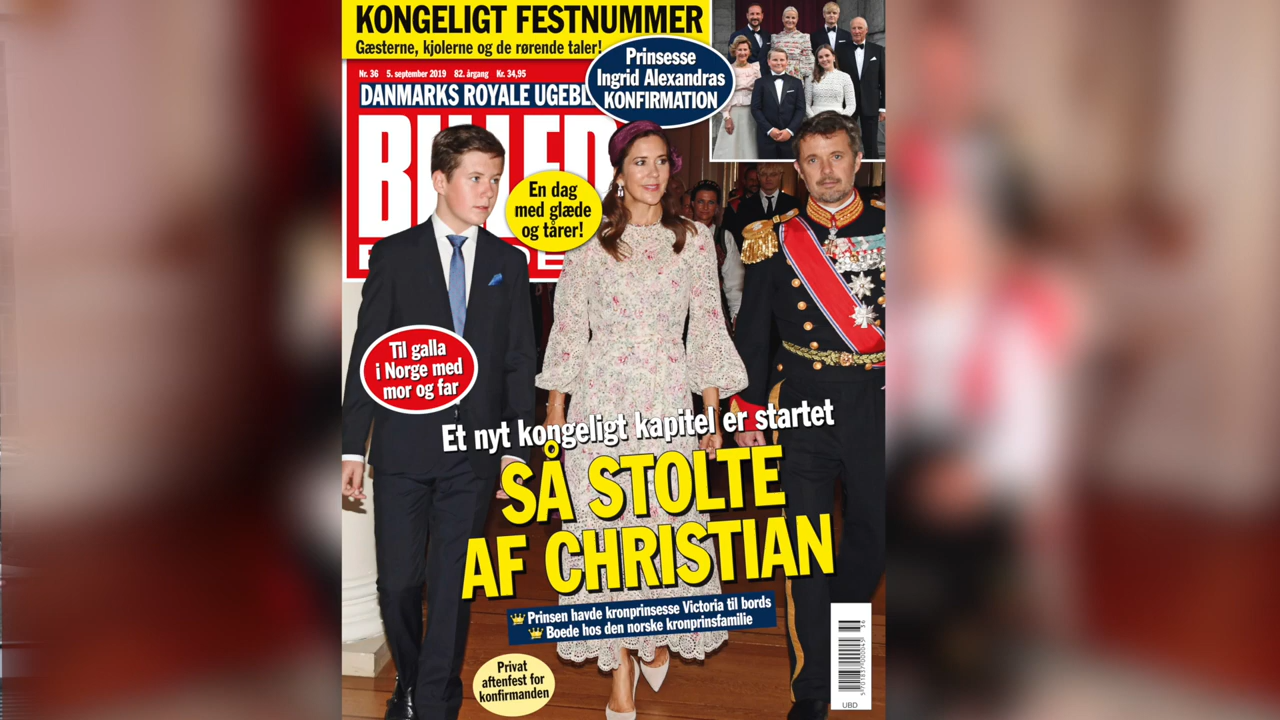 KONGELIGT FESTNUMMER
Gæsterne, kjolerne og de rørende taler!
Nr. 36 5. september 2019 82. årgang Kr. 34,95
DANMARKS ROYALE UGEBL
Prinsesse
Ingrid Alexandras
KONFIRMATION
BILLED
En dag
med glæde
og tårer!
Til galla
i Norge med
mor og far
Et nyt kongeligt kapitel er startet
SÅ STOLTE
AF CHRISTIAN
Prinsen havde kronprinsesse Victoria til bords
Boede hos den norske kronprinsfamilie
Privat
aftenfest for
konfirmanden
UBD